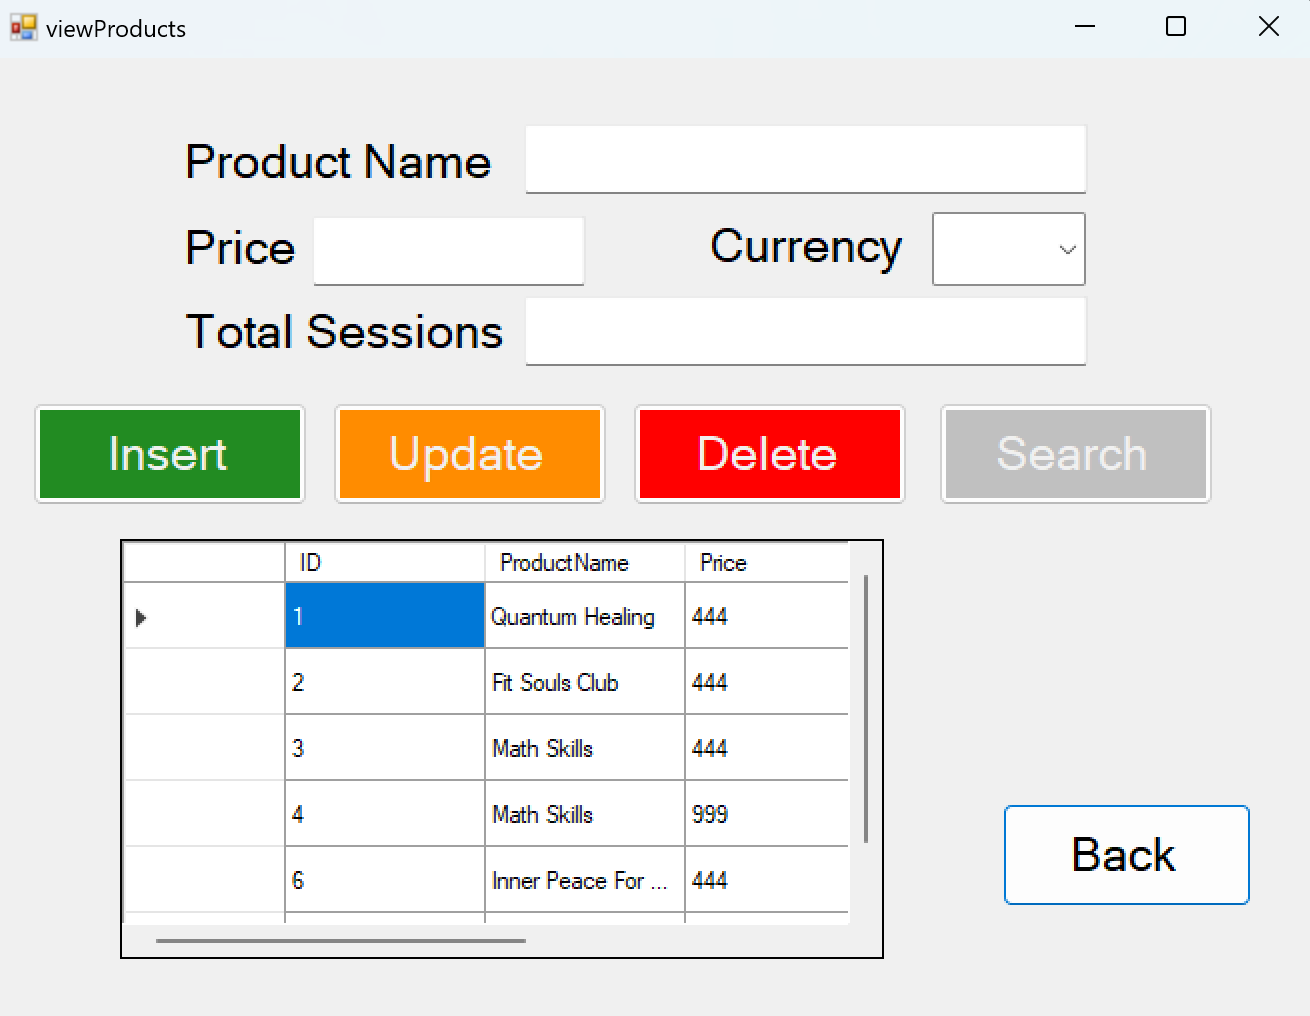 viewProducts
Product Name
Price Currency
Total Sessions
Insert Update Delete Search
ID ProductName Price
1 Quantum Healing 444
2 Fit Souls Club 444
3 Math Skills 444
4 Math Skills 999
6 Inner Peace For ... 444
Back